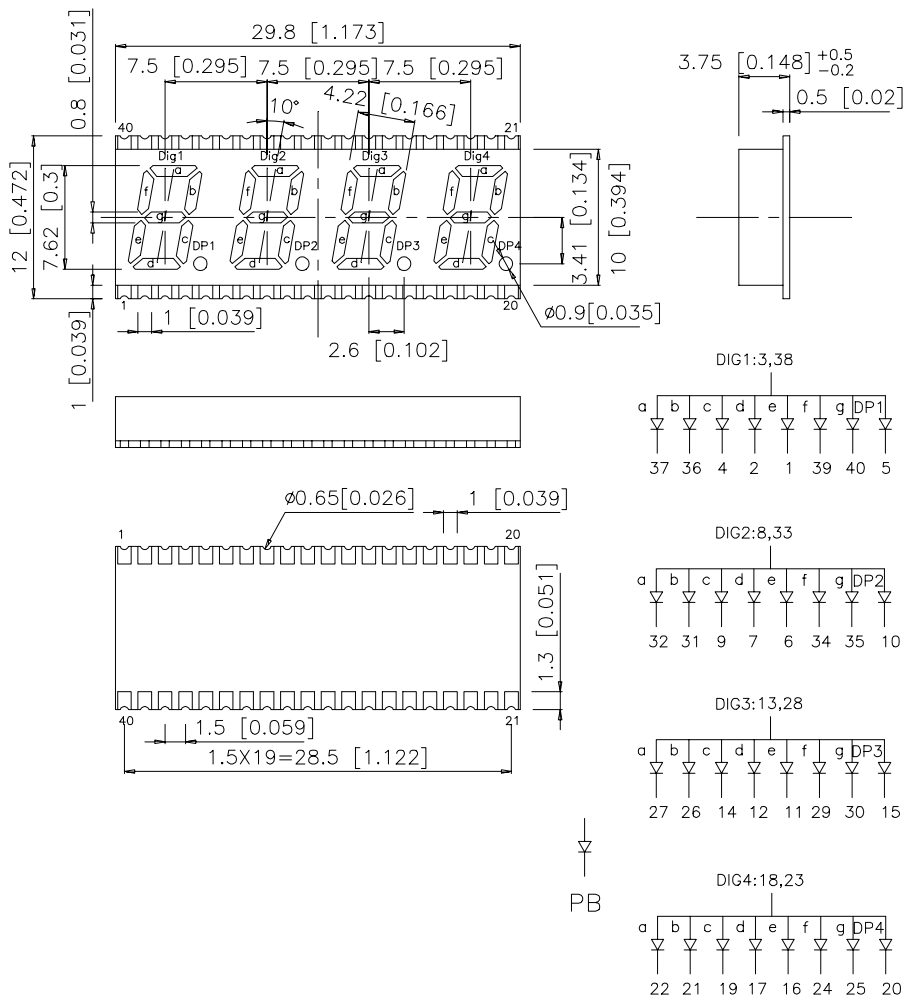 29.8 [1.173]
7.5 [0.295] 7.5 [0.295] 7.5 [0.295]
0.8 [0.031]
10°
4.22 [0.166]
3.75 [0.148] +0.5 -0.2
0.5 [0.02]
40 21
Dig1 Dig2 Dig3 Dig4
a a a a
f b f b f b f b
g g g g
e c e c e c e c
d d d d
DP1 DP2 DP3 DP4
12 [0.472]
7.62 [0.3]
3.41 [0.134]
10 [0.394]
1 20
1 [0.039]
1 [0.039]
2.6 [0.102]
ø0.9[0.035]
DIG1:3,38
a b c d e f g DP1
37 36 4 2 1 39 40 5
ø0.65[0.026]
1 [0.039]
1 20
1.3 [0.051]
40 21
1.5 [0.059]
1.5X19=28.5 [1.122]
DIG2:8,33
a b c d e f g DP2
32 31 9 7 6 34 35 10
DIG3:13,28
a b c d e f g DP3
27 26 14 12 11 29 30 15
PB
DIG4:18,23
a b c d e f g DP4
22 21 19 17 16 24 25 20